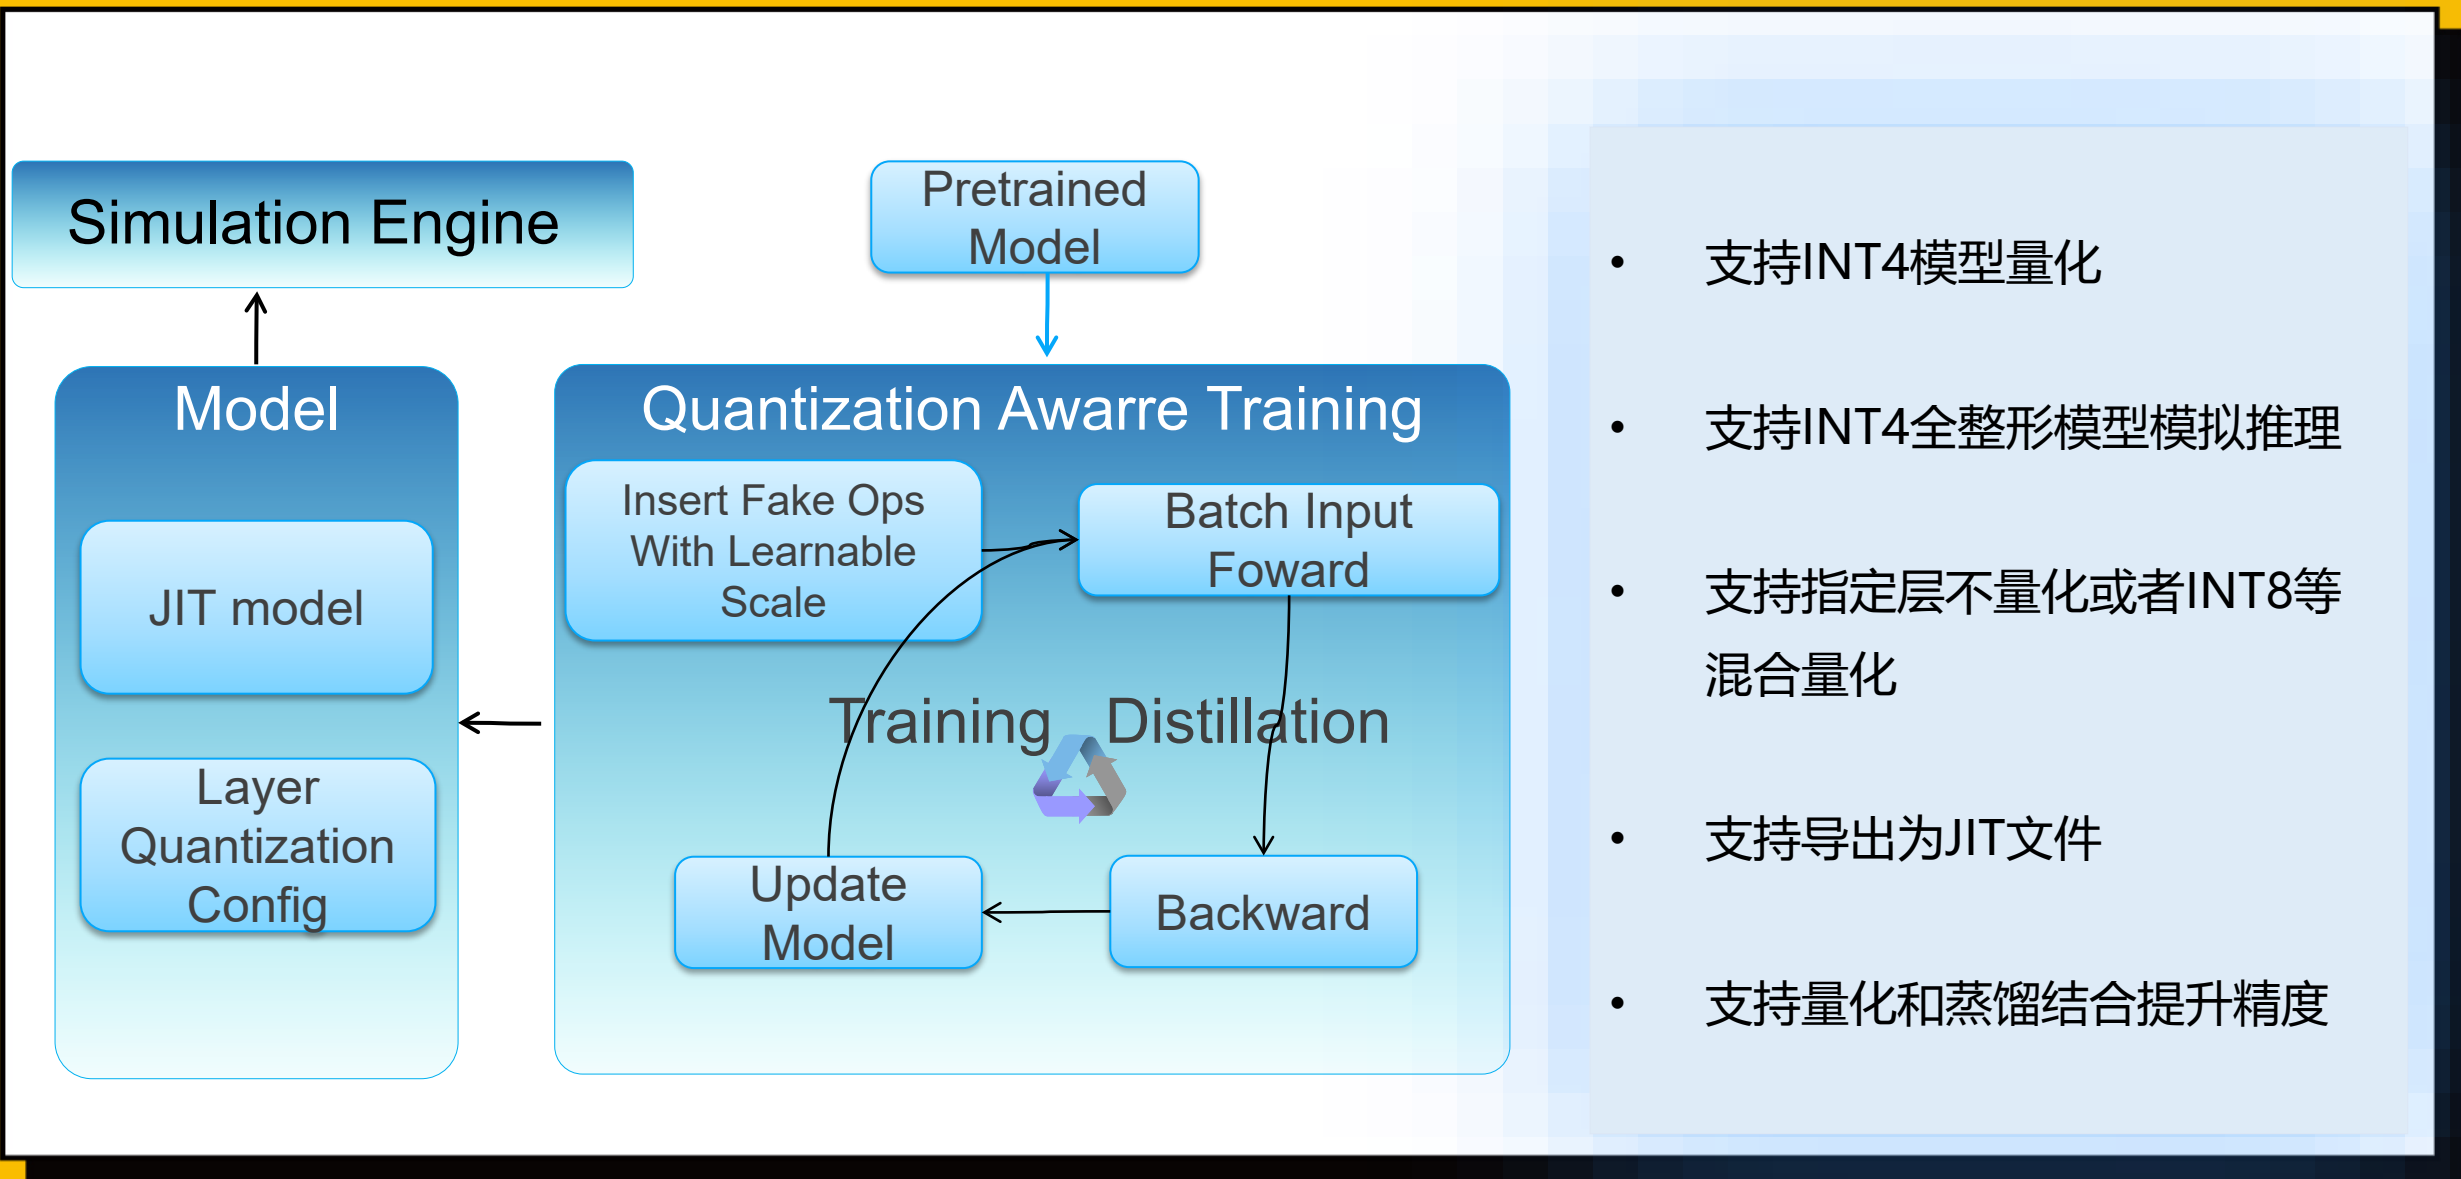 Simulation Engine
Pretrained
Model
Model
JIT model
Layer
Quantization
Config
Quantization Awarre Training
Insert Fake Ops
With Learnable
Scale
Batch Input
Foward
Training Distillation
Update
Model
Backward
• 支持INT4模型量化
• 支持INT4全整形模型模拟推理
• 支持指定层不量化或者INT8等
混合量化
• 支持导出为JIT文件
• 支持量化和蒸馏结合提升精度